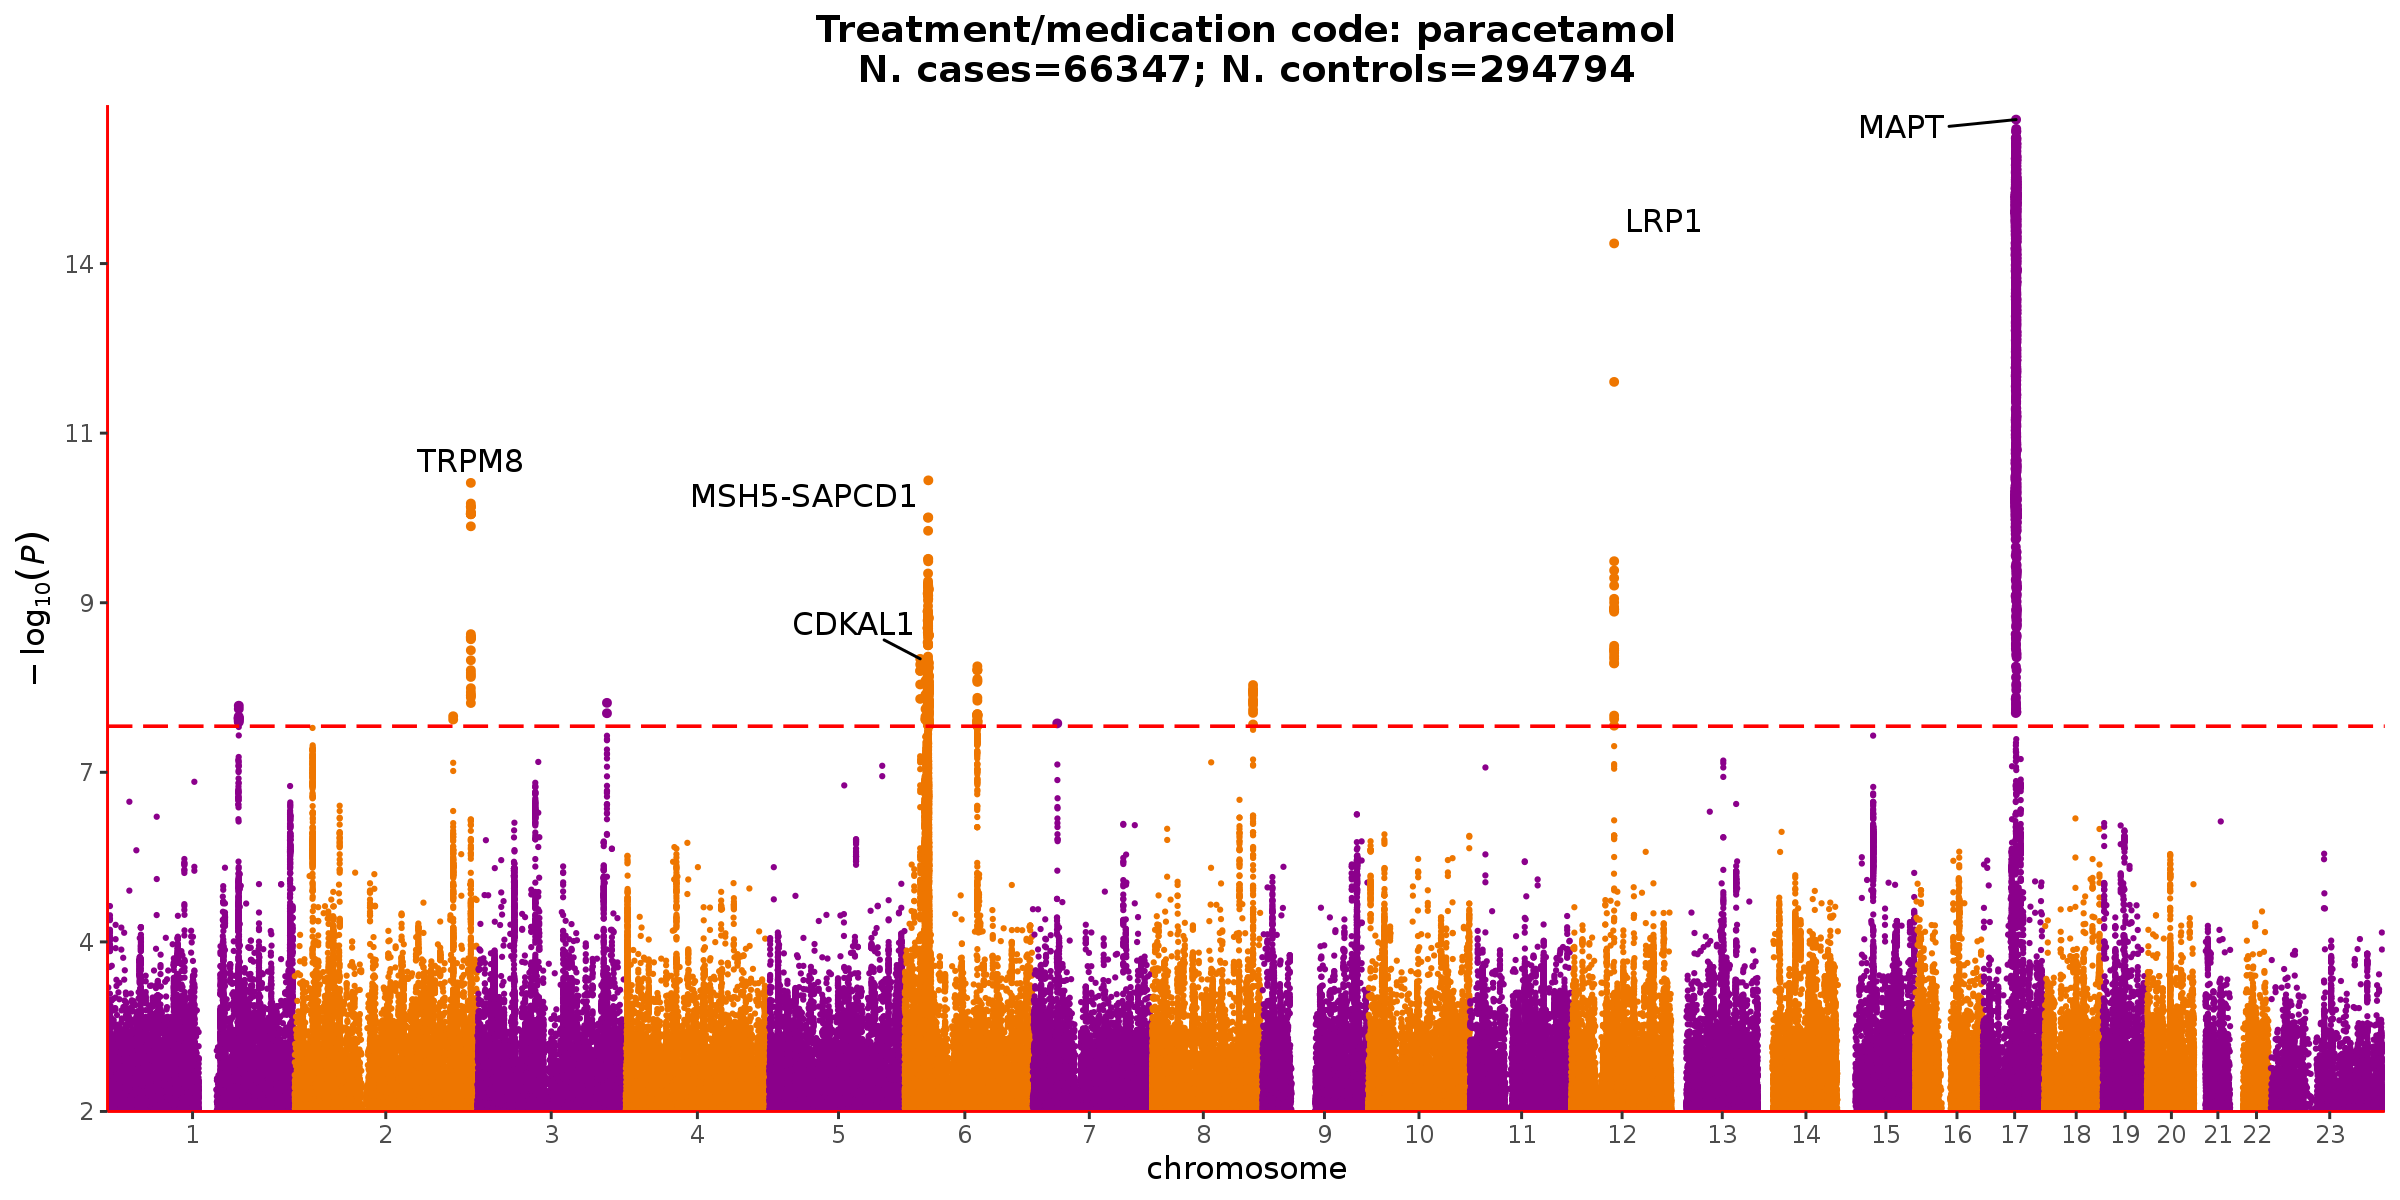 Treatment/medication code: paracetamol
N. cases=66347; N. controls=294794
MAPT
LRP1
TRPM8
MSH5-SAPCD1
CDKAL1
14
11
9
7
4
2
−log₁₀(P)
1 2 3 4 5 6 7 8 9 10 11 12 13 14 15 16 17 18 19 20 21 22 23
chromosome